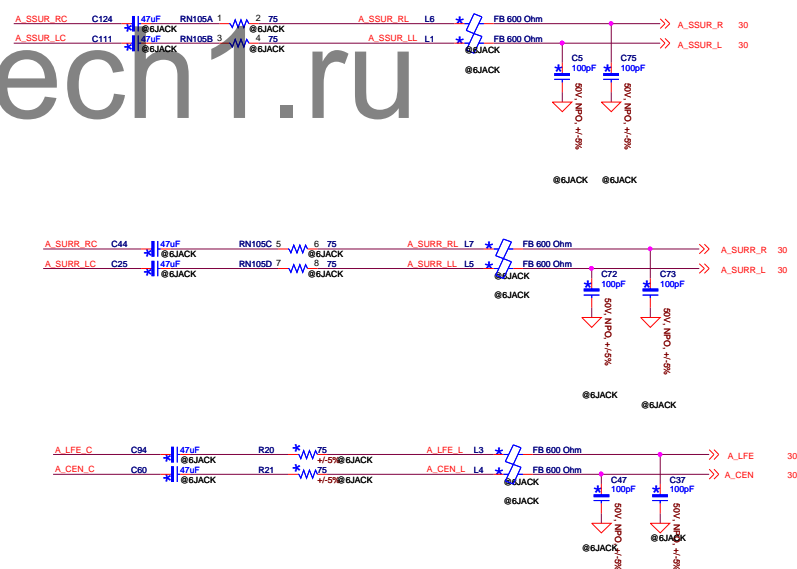 A_SSUR_RC C124 47uF RN105A 1 2 75 A_SSUR_RL L6 FB 600 Ohm A_SSUR_R 30
@6JACK @6JACK
A_SSUR_LC C111 47uF RN105B 3 4 75 A_SSUR_LL L1 FB 600 Ohm A_SSUR_L 30
@6JACK @6JACK @6JACK
@6JACK
C5 C75
100pF 100pF
50V, NPO, +/-5% 50V, NPO, +/-5%
@6JACK @6JACK
ech1.ru
A_SURR_RC C44 47uF RN105C 5 6 75 A_SURR_RL L7 FB 600 Ohm A_SURR_R 30
@6JACK @6JACK
A_SURR_LC C25 47uF RN105D 7 8 75 A_SURR_LL L5 FB 600 Ohm A_SURR_L 30
@6JACK @6JACK @6JACK
@6JACK
C72 C73
100pF 100pF
50V, NPO, +/-5% 50V, NPO, +/-5%
@6JACK
@6JACK
A_LFE_C C94 47uF R20 75 A_LFE_L L3 FB 600 Ohm A_LFE 30
@6JACK +/-5% @6JACK
A_CEN_C C60 47uF R21 75 A_CEN_L L4 FB 600 Ohm A_CEN 30
@6JACK +/-5% @6JACK @6JACK
@6JACK
C47 C37
100pF 100pF
50V, NPO, +/-5% 50V, NPO, +/-5%
@6JACK @6JACK